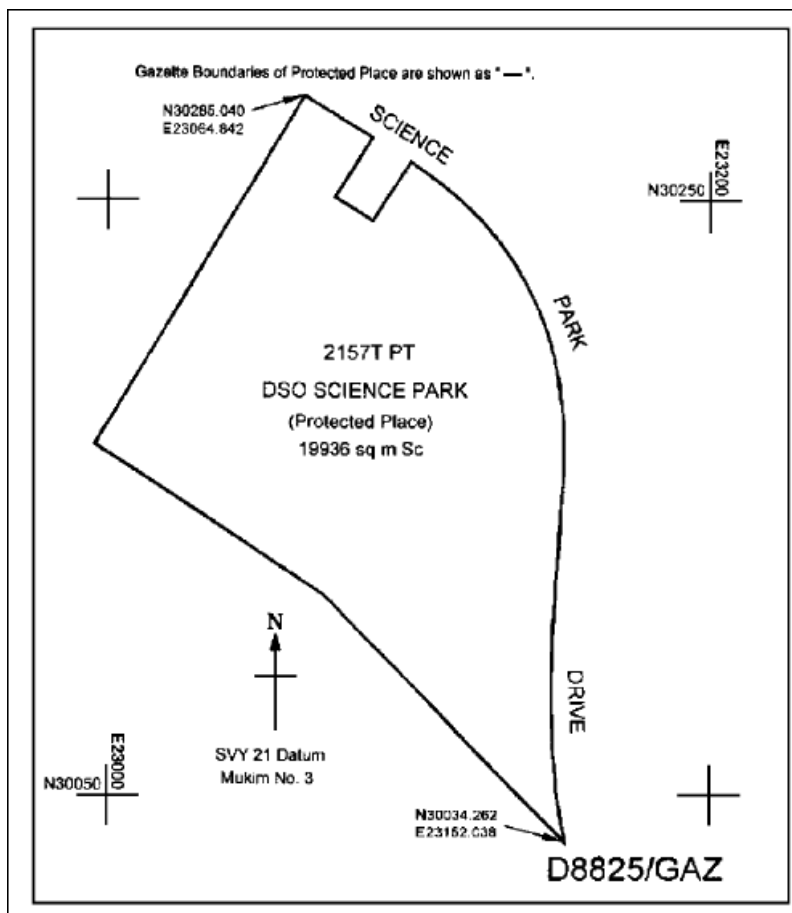 Gazette Boundaries of Protected Place are shown as " — ".
N30285.040
E23064.842
SCIENCE
E23200
N30250
PARK
2157T PT
DSO SCIENCE PARK
(Protected Place)
19936 sq m Sc
N
DRIVE
SVY 21 Datum
Mukim No. 3
E23000
N30050
N30034.262
E23152.038
D8825/GAZ